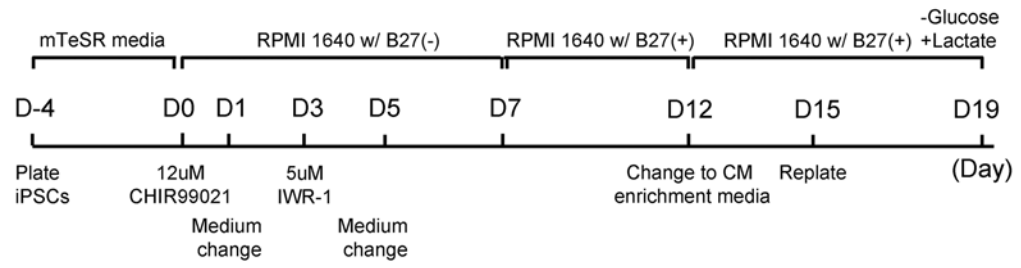 -Glucose
mTeSR media RPMI 1640 w/ B27(-) RPMI 1640 w/ B27(+) RPMI 1640 w/ B27(+) +Lactate
D-4 D0 D1 D3 D5 D7 D12 D15 D19
Plate 12uM 5uM Change to CM Replate (Day)
iPSCs CHIR99021 IWR-1 enrichment media
Medium Medium
change change